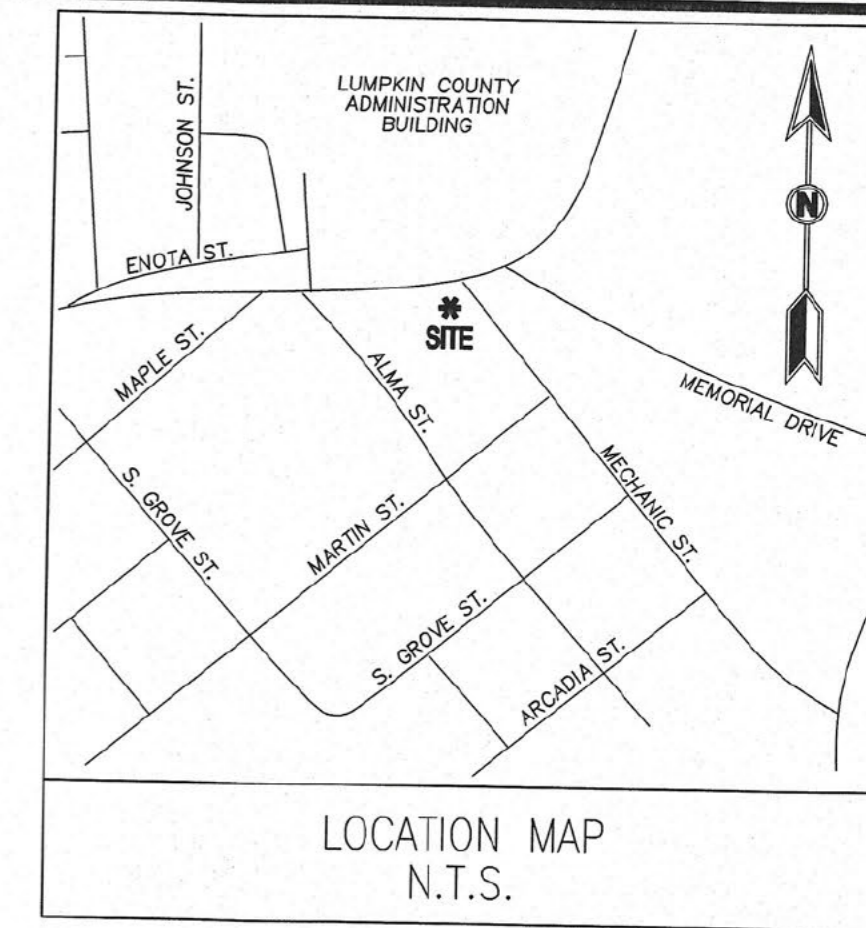 LUMPKIN COUNTY
ADMINISTRATION
BUILDING
JOHNSON ST.
N
ENOTA ST.
*
SITE
MAPLE ST.
ALMA ST.
MEMORIAL DRIVE
S. GROVE ST.
MARTIN ST.
MECHANIC ST.
S. GROVE ST.
ARCADIA ST.
LOCATION MAP
N.T.S.